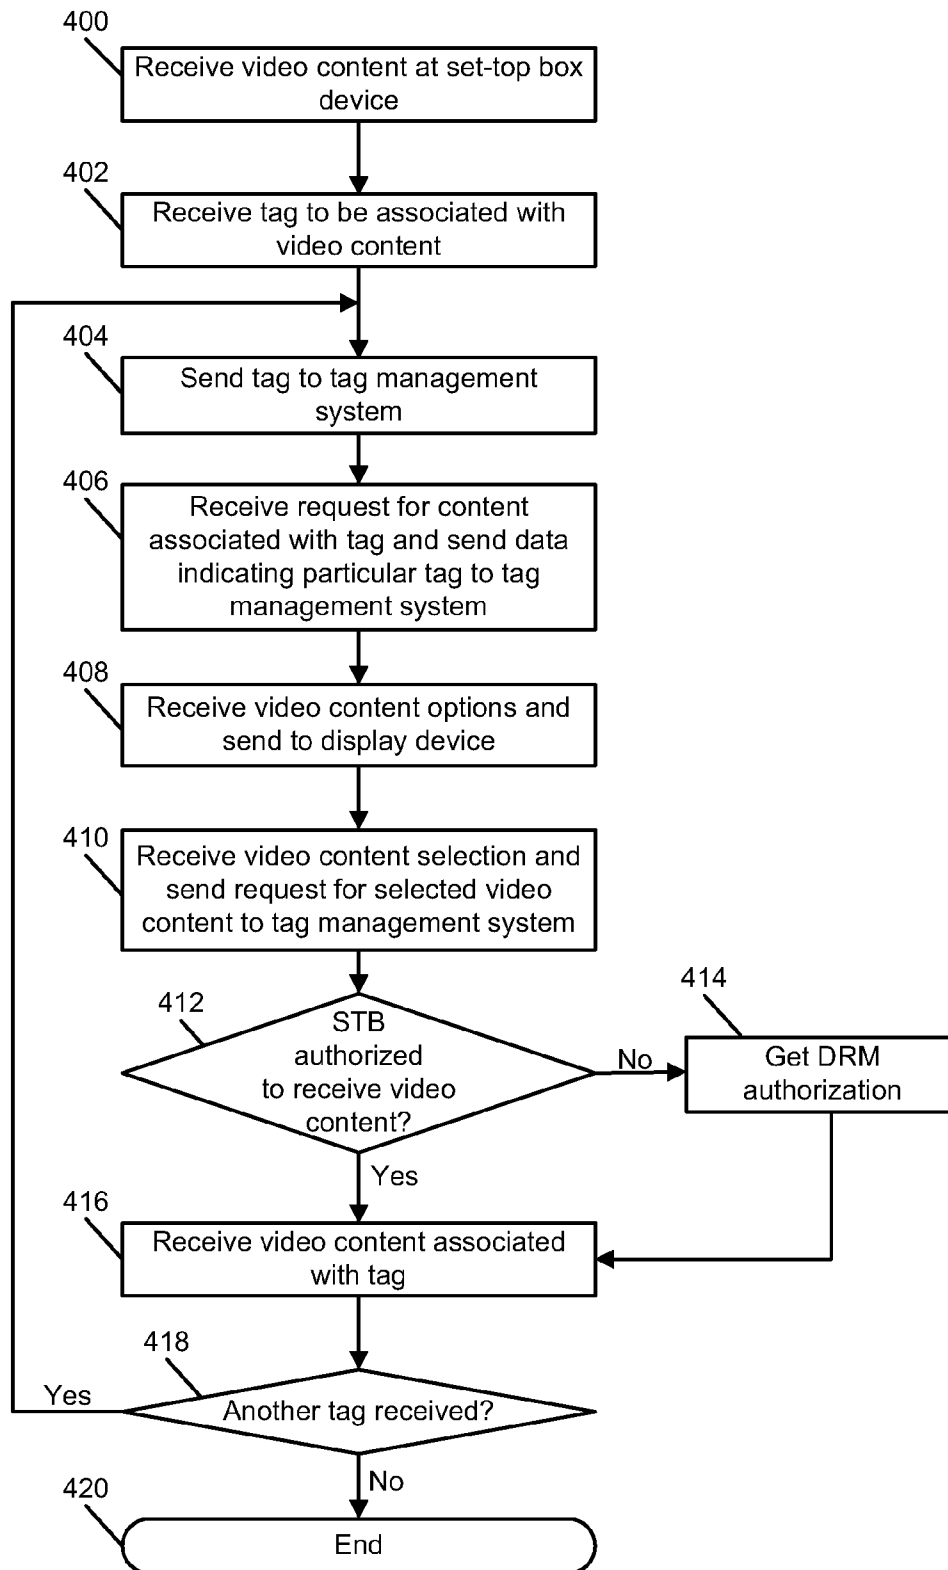 400
Receive video content at set-top box
device
402
Receive tag to be associated with
video content
404
Send tag to tag management
system
406
Receive request for content
associated with tag and send data
indicating particular tag to tag
management system
408
Receive video content options and
send to display device
410
Receive video content selection and
send request for selected video
content to tag management system
412
STB
authorized
to receive video
content?
No
414
Get DRM
authorization
Yes
416
Receive video content associated
with tag
418
Another tag received?
Yes
No
420
End